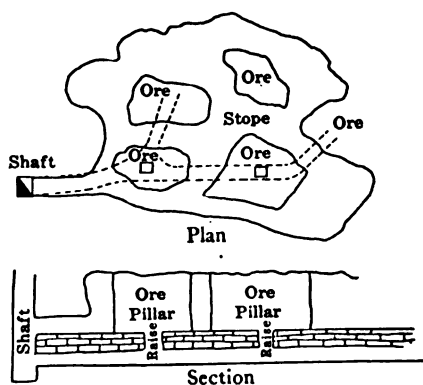 Ore
Ore
Stope
Ore
Shaft
Ore
Ore
Plan
Shaft
Ore
Pillar
Raise
Ore
Pillar
Raise
Section